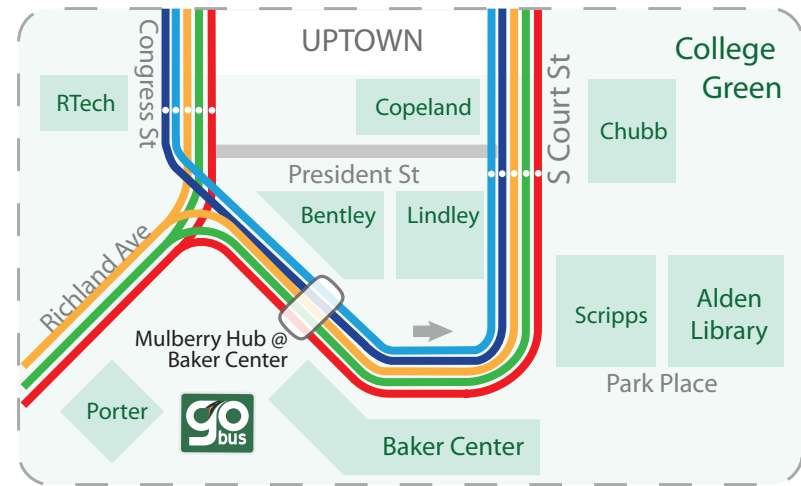 UPTOWN
College
Green
Congress St
S Court St
RTech
Copeland
Chubb
President St
Bentley
Lindley
Richland Ave
Scripps
Alden
Library
Mulberry Hub @
Baker Center
Park Place
Porter
go
bus
Baker Center